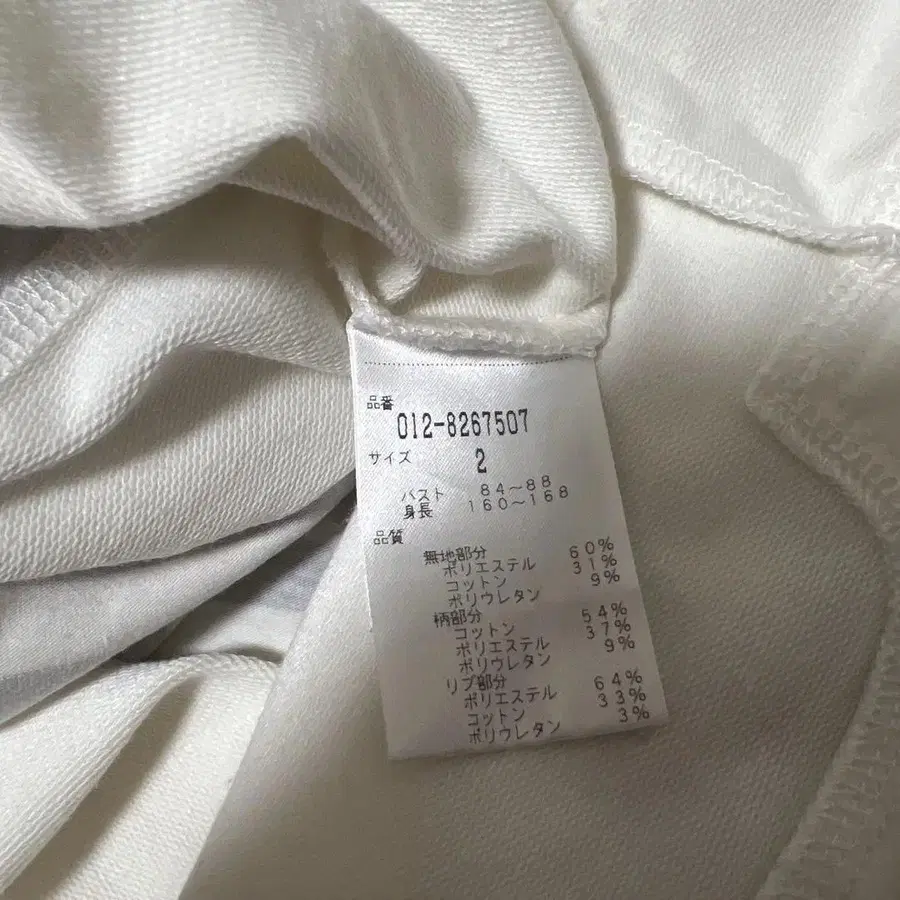 品番
012-8267507
サイズ 2
バスト 84～88
身長 160～168
品質
無地部分
ポリエステル 60%
コットン 31%
ポリウレタン 9%
柄部分
コットン 54%
ポリエステル 37%
ポリウレタン 9%
リブ部分
ポリエステル 64%
コットン 33%
ポリウレタン 3%